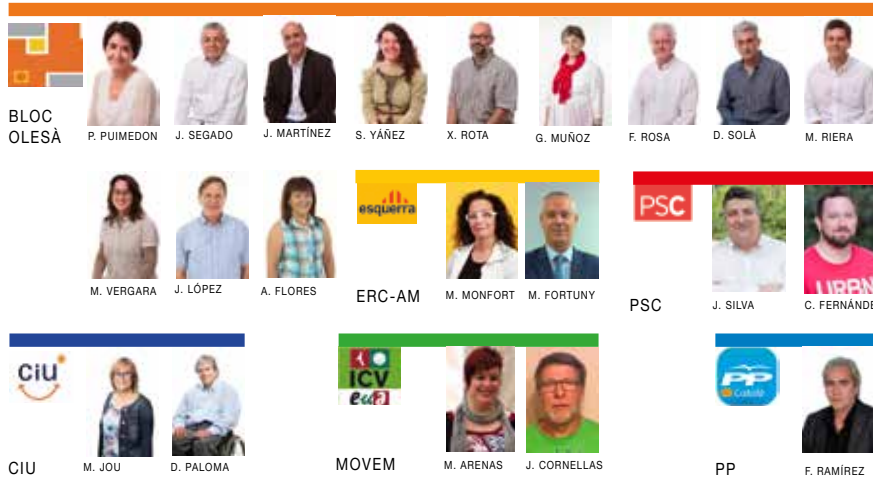 BLOC
OLESÀ
P. PUIMEDON
J. SEGADO
J. MARTÍNEZ
S. YÁÑEZ
X. ROTA
G. MUÑOZ
F. ROSA
D. SOLÀ
M. RIERA
M. VERGARA
J. LÓPEZ
A. FLORES
esquerra
ERC-AM
M. MONFORT
M. FORTUNY
PSC
PSC
J. SILVA
C. FERNÁNDE
URBN
CiU
CIU
M. JOU
D. PALOMA
ICV
euia
MOVEM
M. ARENAS
J. CORNELLAS
PP
Català
PP
F. RAMÍREZ